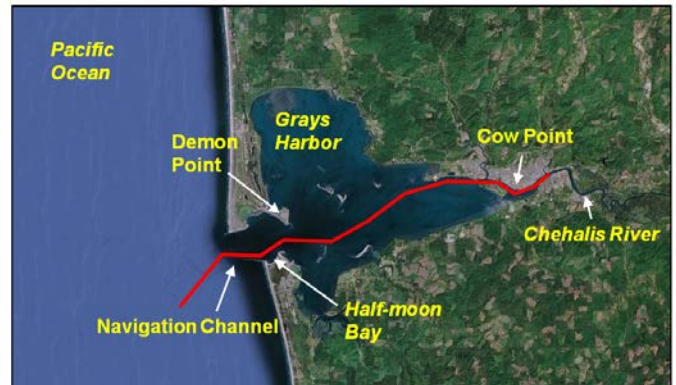 Pacific
Ocean
Grays
Harbor
Demon
Point
Cow Point
Chehalis River
Navigation Channel
Half-moon
Bay